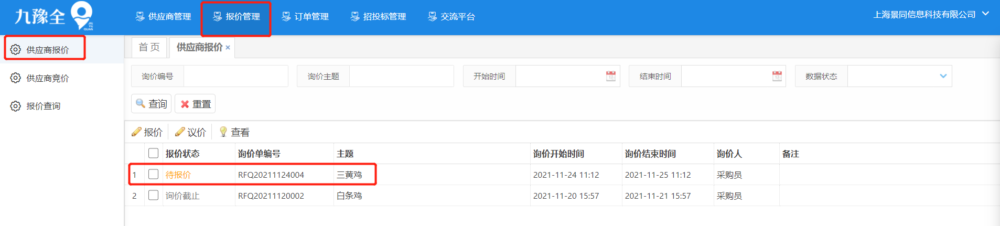 九豫全 JIU YU QUAN 供应商管理 报价管理 订单管理 招投标管理 交流平台 上海景同信息科技有限公司
供应商报价
供应商竞价
报价查询
首页 供应商报价 ×
询价编号 询价主题 开始时间 结束时间 数据状态
查询 重置
报价 议价 查看
报价状态 询价单编号 主题 询价开始时间 询价结束时间 询价人 备注
1 待报价 RFQ20211124004 三黄鸡 2021-11-24 11:12 2021-11-25 11:12 采购员
2 询价截止 RFQ20211120002 白条鸡 2021-11-20 15:57 2021-11-21 15:57 采购员